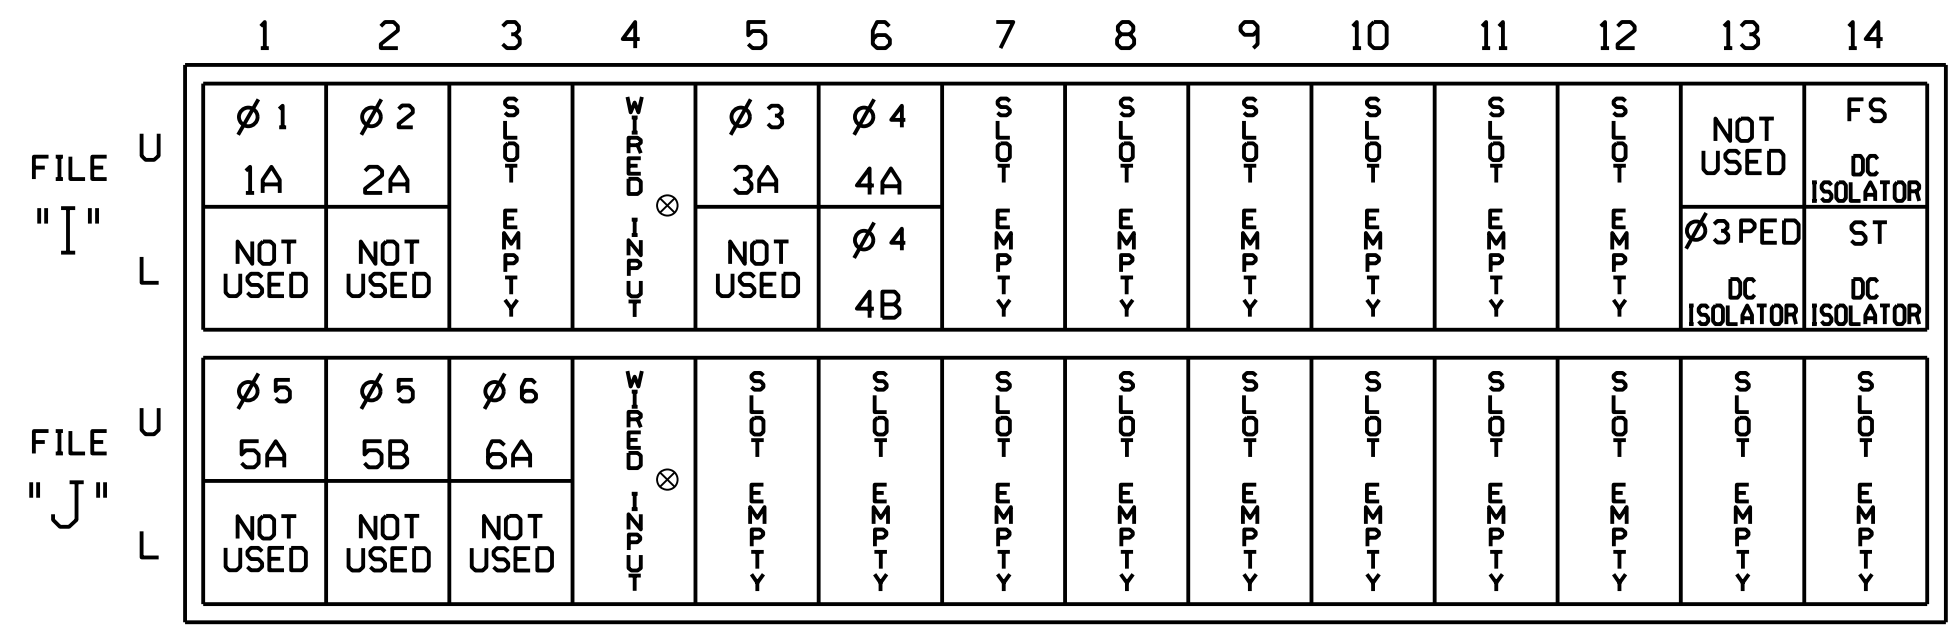 1 2 3 4 5 6 7 8 9 10 11 12 13 14
FILE "I"
U
L
Ø 1 1A
Ø 2 2A
SLOT EMPTY
WIRED INPUT ⊗
Ø 3 3A
Ø 4 4A
SLOT EMPTY
SLOT EMPTY
SLOT EMPTY
SLOT EMPTY
SLOT EMPTY
SLOT EMPTY
NOT USED
FS DC ISOLATOR
NOT USED
NOT USED
NOT USED
Ø 4 4B
Ø3 PED DC ISOLATOR
ST DC ISOLATOR
FILE "J"
U
L
Ø 5 5A
Ø 5 5B
Ø 6 6A
WIRED INPUT ⊗
SLOT EMPTY
SLOT EMPTY
SLOT EMPTY
SLOT EMPTY
SLOT EMPTY
SLOT EMPTY
SLOT EMPTY
SLOT EMPTY
SLOT EMPTY
SLOT EMPTY
NOT USED
NOT USED
NOT USED